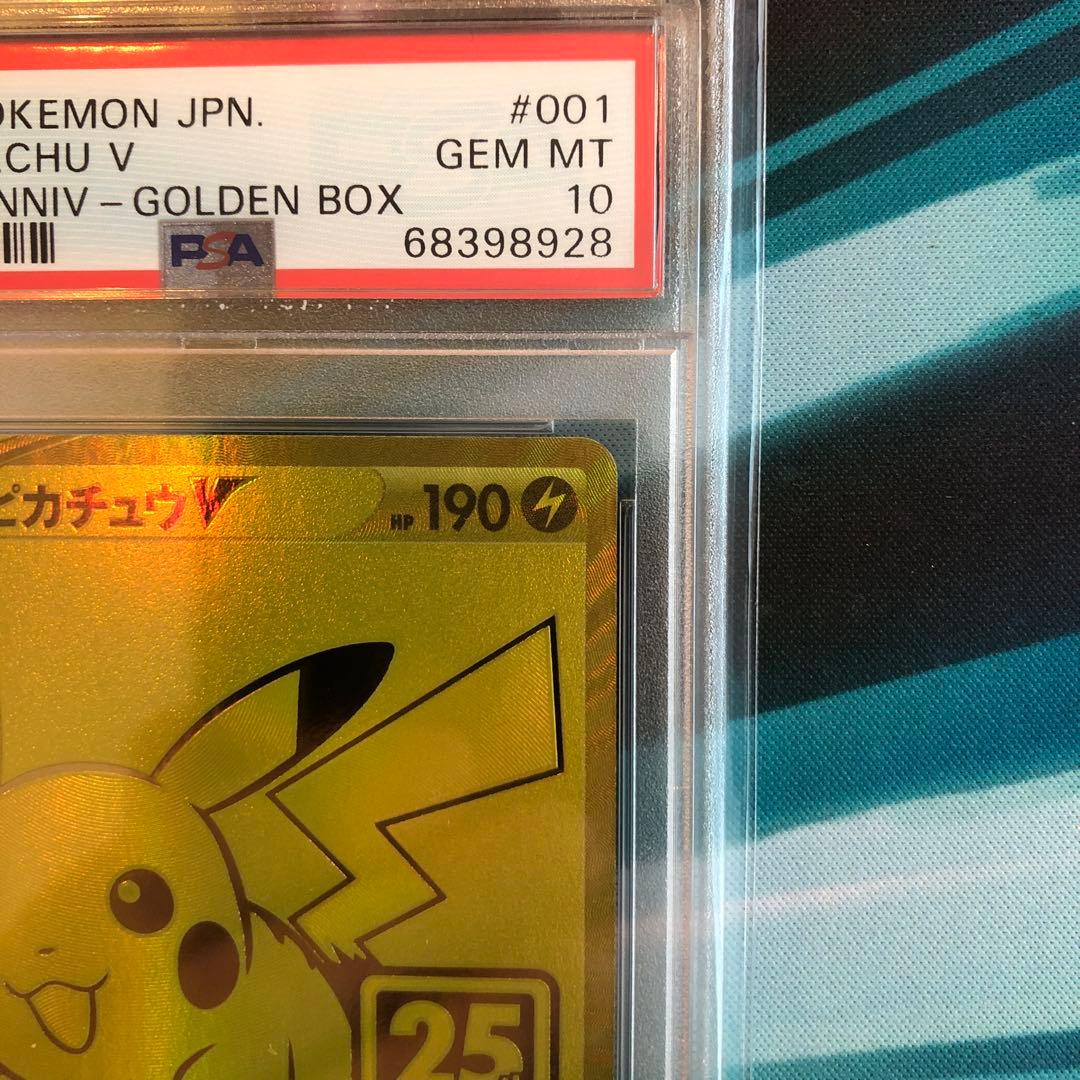 OKEMON JPN. #001
ACHU V GEM MT
NNIV – GOLDEN BOX 10
PSA 68398928
ピカチュウV HP 190
25